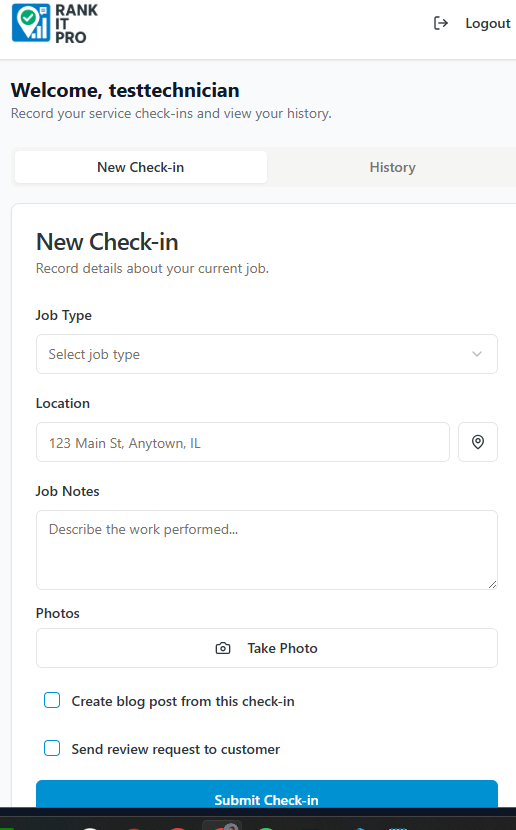 RANK
IT
PRO
Logout
Welcome, testtechnician
Record your service check-ins and view your history.
New Check-in
History
New Check-in
Record details about your current job.
Job Type
Select job type
Location
123 Main St, Anytown, IL
Job Notes
Describe the work performed...
Photos
Take Photo
Create blog post from this check-in
Send review request to customer
Submit Check-in